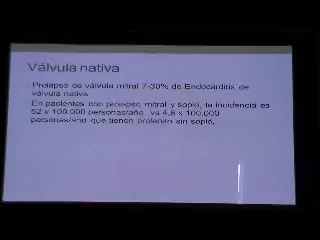 Válvula nativa
Prolapso de válvula mitral 7-30% de Endocarditis de
válvula nativa
En pacientes con prolapso mitral y soplo, la incidencia es
52 x 100.000 personas/año, Vs 4,6 x 100.000
personas/año que tienen prolapso sin soplo,